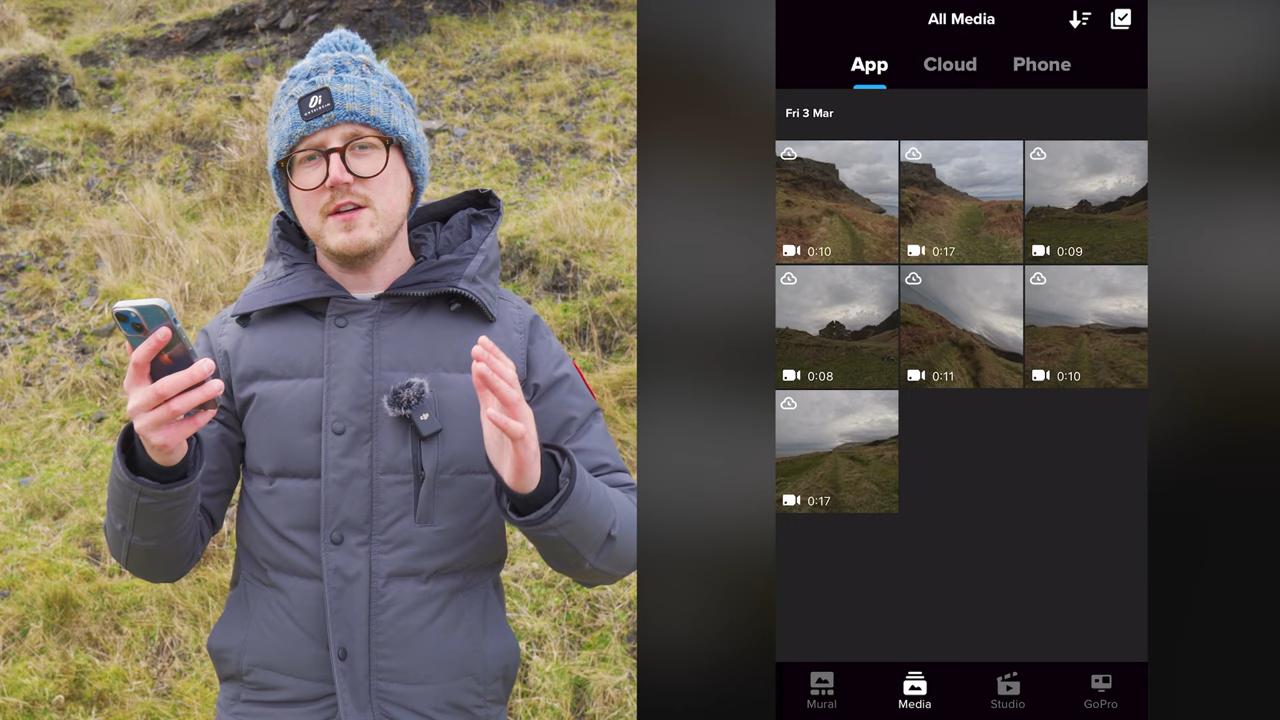 All Media
App Cloud Phone
Fri 3 Mar
0:10 0:17 0:09
0:08 0:11 0:10
0:17
Mural Media Studio GoPro
dji